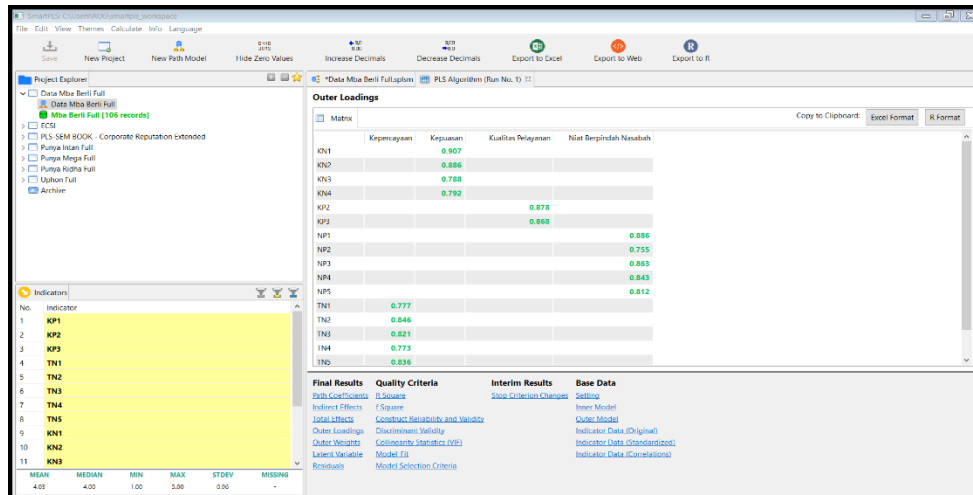 SmartPLS: C:\Users\ADG\smartpls_workspace
File Edit View Themes Calculate Info Language
Save New Project New Path Model Hide Zero Values Increase Decimals Decrease Decimals Export to Excel Export to Web Export to R
Project Explorer
Data Mba Berli Full
Data Mba Berli Full
Mba Berli Full [106 records]
ECSI
PLS-SEM BOOK - Corporate Reputation Extended
Punya Intan Full
Punya Mega Full
Punya Ridha Full
Uphon Full
Archive
Indicators
No. Indicator
1 KP1
2 KP2
3 KP3
4 TN1
5 TN2
6 TN3
7 TN4
8 TN5
9 KN1
10 KN2
11 KN3
MEAN MEDIAN MIN MAX STDEV MISSING
4.00 1.00 5.00 -
*Data Mba Berli Full.splsm PLS Algorithm (Run No. 1)
Outer Loadings
Matrix
Copy to Clipboard: Excel Format R Format
Kepercayaan Kepuasan Kualitas Pelayanan Niat Berpindah Nasabah
KN1 0.907
KN2 0.886
KN3 0.788
KN4 0.792
KP2 0.878
KP3 0.868
NP1 0.886
NP2 0.755
NP3 0.863
NP4 0.843
NP5 0.812
TN1 0.777
TN2 0.846
TN3 0.821
TN4 0.773
TN5 0.836
Final Results Quality Criteria Interim Results Base Data
Path Coefficients R Square Stop Criterion Changes Setting
Indirect Effects f Square Inner Model
Total Effects Construct Reliability and Validity Outer Model
Outer Loadings Discriminant Validity Indicator Data (Original)
Outer Weights Collinearity Statistics (VIF) Indicator Data (Standardized)
Latent Variable Model Fit Indicator Data (Correlations)
Residuals Model Selection Criteria